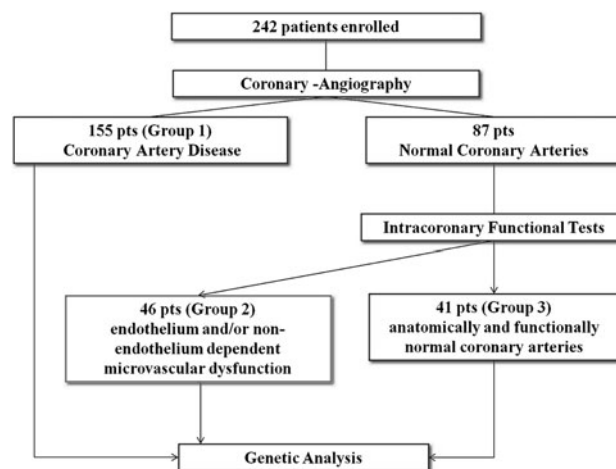 242 patients enrolled
Coronary -Angiography
155 pts (Group 1)
Coronary Artery Disease
87 pts
Normal Coronary Arteries
Intracoronary Functional Tests
46 pts (Group 2)
endothelium and/or non-
endothelium dependent
microvascular dysfunction
41 pts (Group 3)
anatomically and functionally
normal coronary arteries
Genetic Analysis